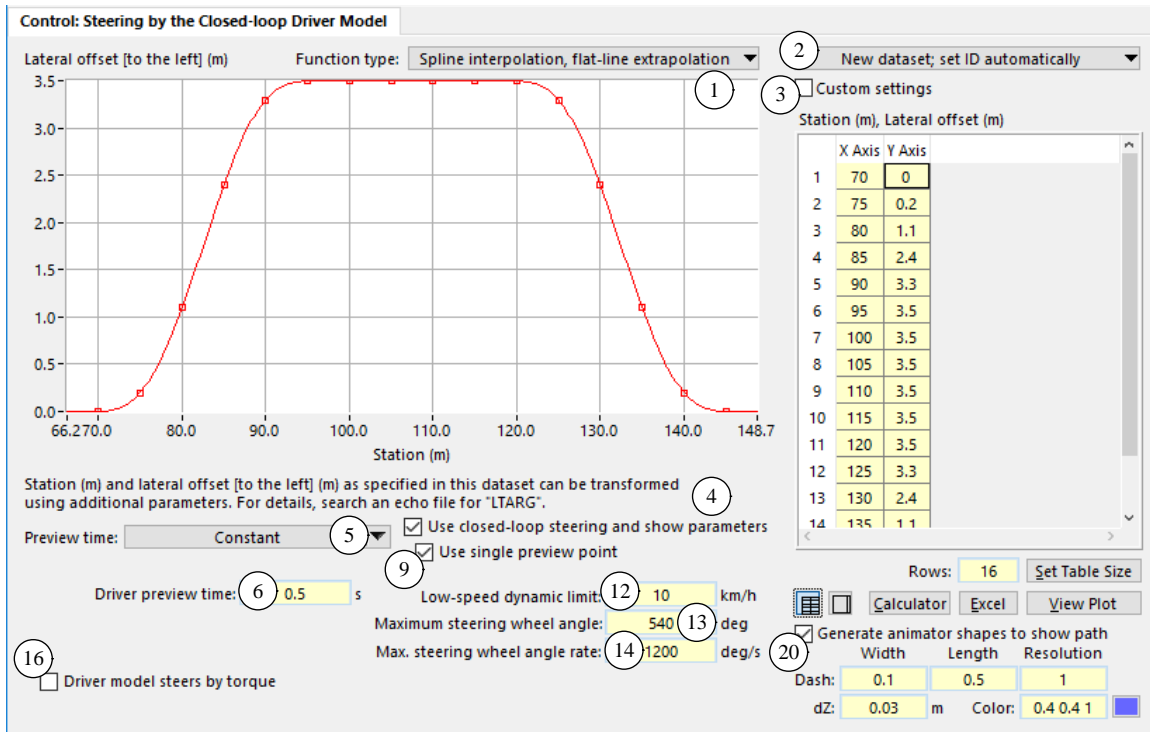 Control: Steering by the Closed-loop Driver Model
Lateral offset [to the left] (m)
Function type: Spline interpolation, flat-line extrapolation
1
3.5
3.0
2.5
2.0
1.5
1.0
0.5
0.0
66.270.0 80.0 90.0 100.0 110.0 120.0 130.0 140.0 148.7
Station (m)
Station (m) and lateral offset [to the left] (m) as specified in this dataset can be transformed
using additional parameters. For details, search an echo file for "LTARG".
4
Preview time: Constant 5
Use closed-loop steering and show parameters
9 Use single preview point
Driver preview time: 6 0.5 s
Low-speed dynamic limit: 12 10 km/h
Maximum steering wheel angle: 540 13 deg
Max. steering wheel angle rate: 14 1200 deg/s
16
Driver model steers by torque
2
New dataset; set ID automatically
3 Custom settings
Station (m), Lateral offset (m)
X Axis Y Axis
1 70 0
2 75 0.2
3 80 1.1
4 85 2.4
5 90 3.3
6 95 3.5
7 100 3.5
8 105 3.5
9 110 3.5
10 115 3.5
11 120 3.5
12 125 3.3
13 130 2.4
14 135 1.1
Rows: 16 Set Table Size
Calculator Excel View Plot
Generate animator shapes to show path
20 Width Length Resolution
Dash: 0.1 0.5 1
dZ: 0.03 m Color: 0.4 0.4 1